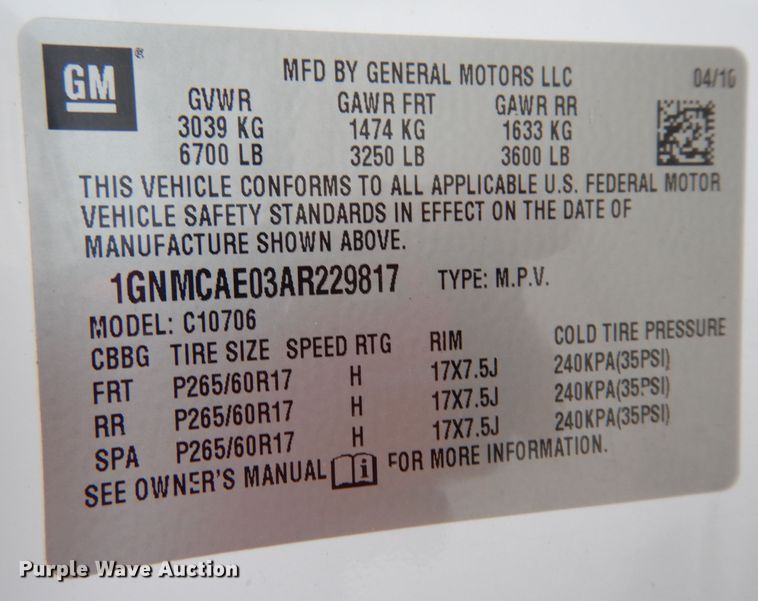 GM®
MFD BY GENERAL MOTORS LLC 04/10
GVWR GAWR FRT GAWR RR
3039 KG 1474 KG 1633 KG
6700 LB 3250 LB 3600 LB
THIS VEHICLE CONFORMS TO ALL APPLICABLE U.S. FEDERAL MOTOR
VEHICLE SAFETY STANDARDS IN EFFECT ON THE DATE OF
MANUFACTURE SHOWN ABOVE.
1GNMCAE03AR229817 TYPE: M.P.V.
MODEL: C10706
CBBG TIRE SIZE SPEED RTG RIM COLD TIRE PRESSURE
FRT P265/60R17 H 17X7.5J 240KPA(35PSI)
RR P265/60R17 H 17X7.5J 240KPA(35PSI)
SPA P265/60R17 H 17X7.5J 240KPA(35PSI)
SEE OWNER'S MANUAL i FOR MORE INFORMATION.
Purple Wave Auction